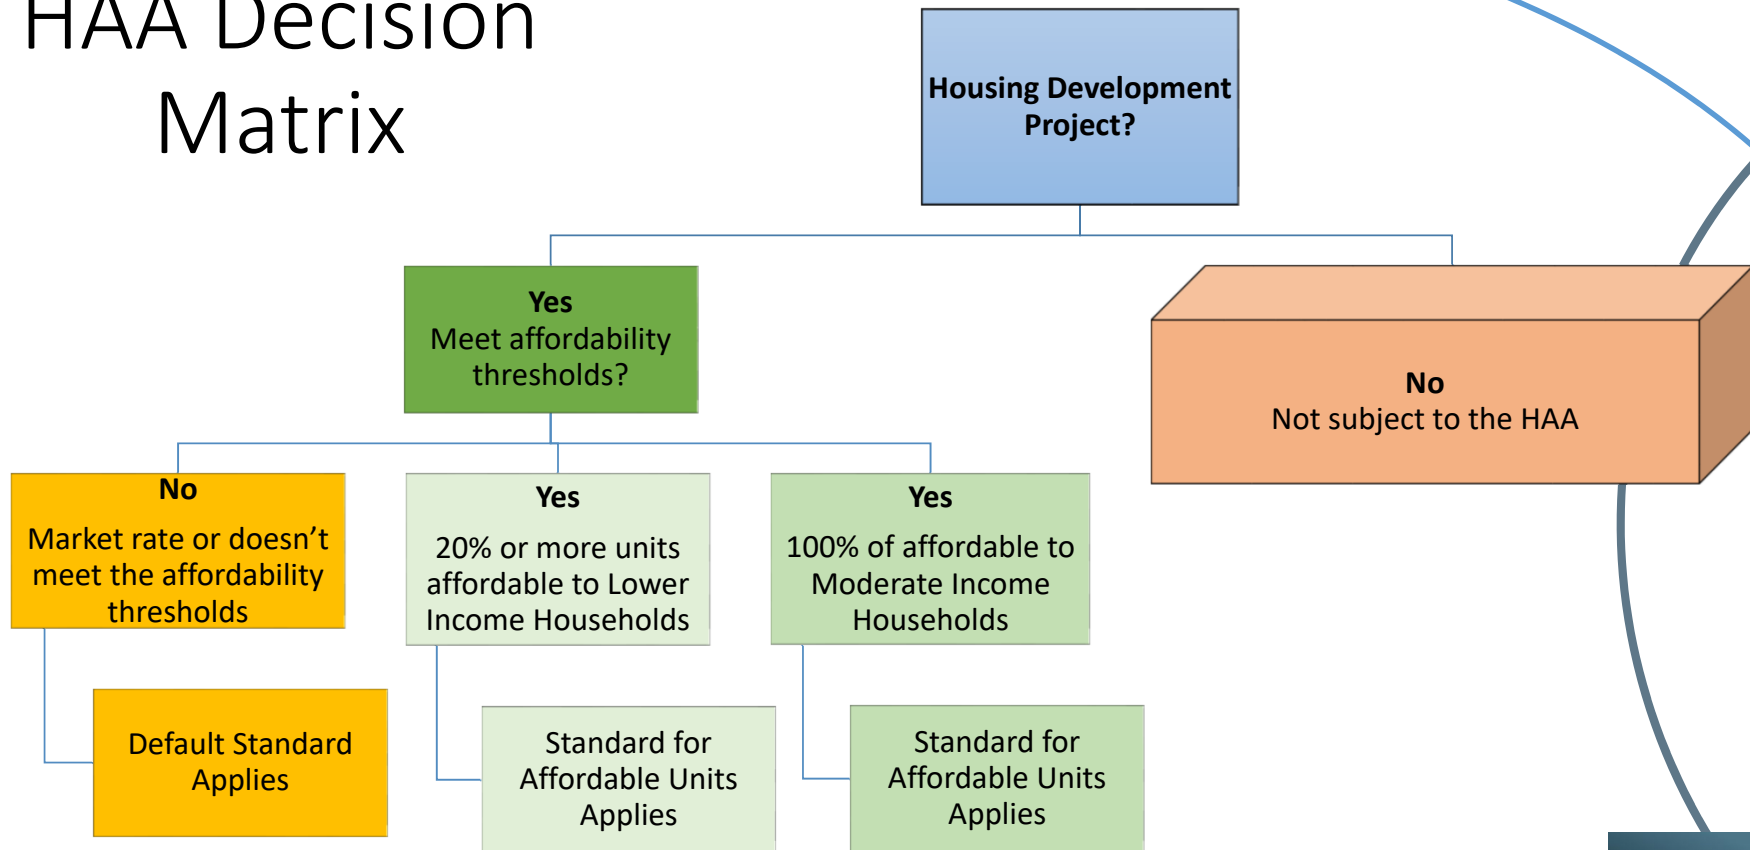 HAA Decision
Matrix
Housing Development
Project?
Yes
Meet affordability
thresholds?
No
Not subject to the HAA
No
Market rate or doesn’t
meet the affordability
thresholds
Yes
20% or more units
affordable to Lower
Income Households
Yes
100% of affordable to
Moderate Income
Households
Default Standard
Applies
Standard for
Affordable Units
Applies
Standard for
Affordable Units
Applies